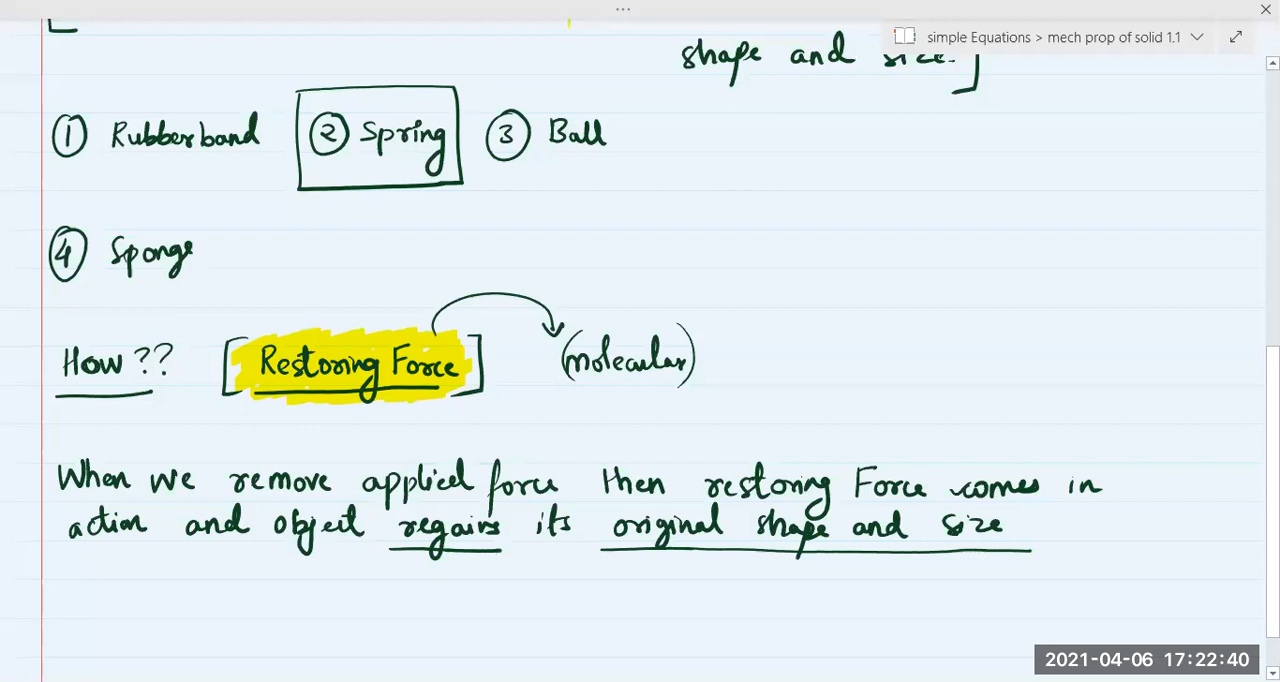 ...
simple Equations > mech prop of solid 1.1
shape and size.]
① Rubberband ② Spring ③ Ball
④ Sponge
How ?? [Restoring Force] (molecular)
When we remove applied force then restoring Force comes in
action and object regains its original shape and size
2021-04-06 17:22:40